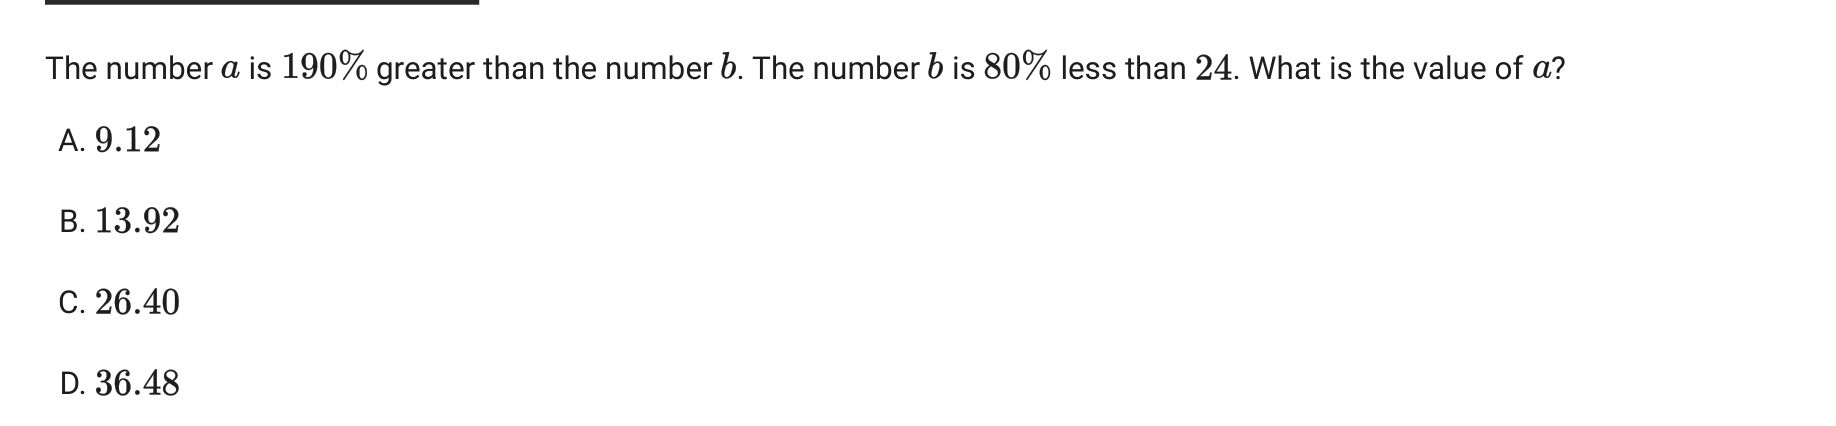 The number a is 190% greater than the number b. The number b is 80% less than 24. What is the value of a?
A. 9.12
B. 13.92
C. 26.40
D. 36.48